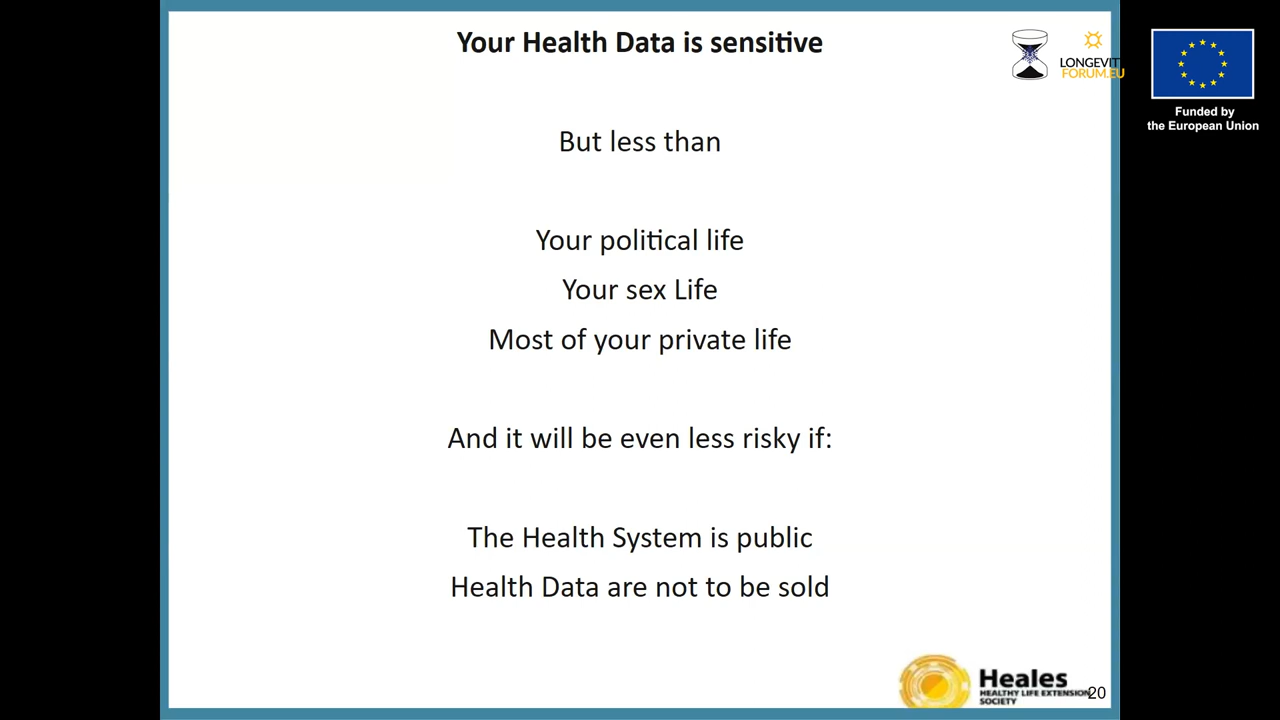 Your Health Data is sensitive
LONGEVIT
FORUM.EU
Funded by
the European Union
But less than
Your political life
Your sex Life
Most of your private life
And it will be even less risky if:
The Health System is public
Health Data are not to be sold
Heales
HEALTHY LIFE EXTENSION
SOCIETY
20